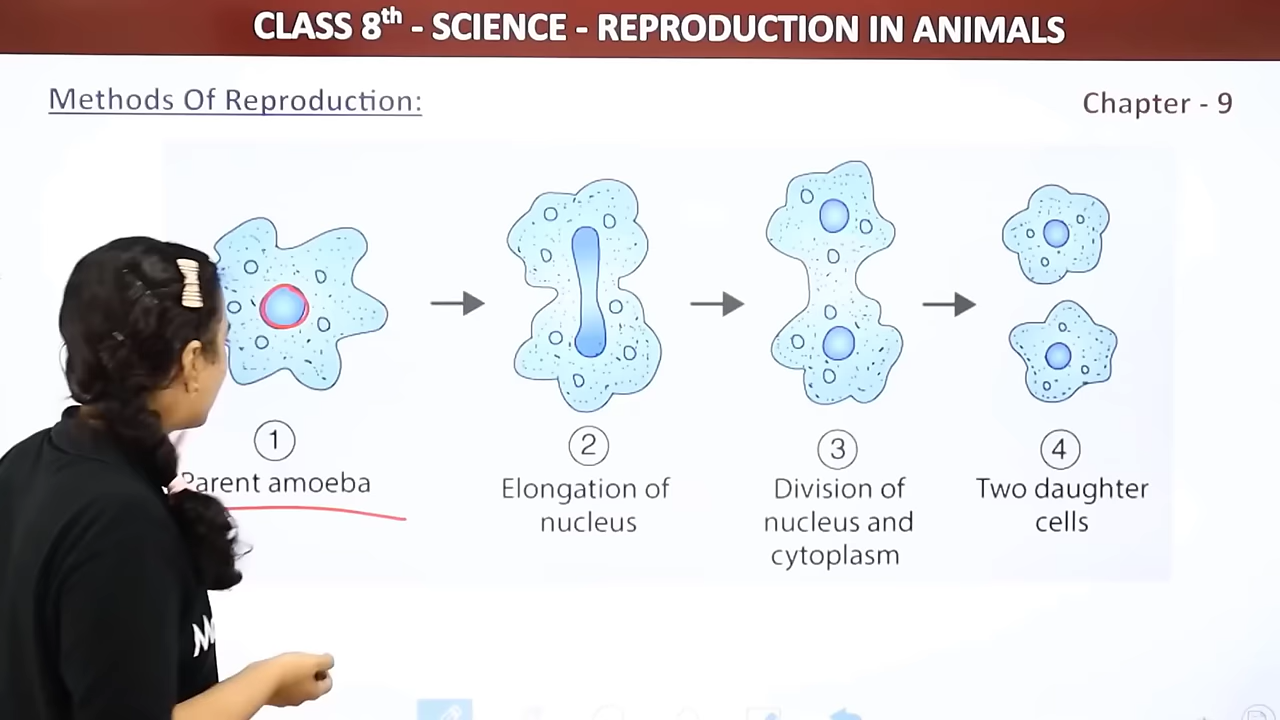 CLASS 8th - SCIENCE - REPRODUCTION IN ANIMALS
Methods Of Reproduction:
Chapter - 9
1
Parent amoeba
2
Elongation of
nucleus
3
Division of
nucleus and
cytoplasm
4
Two daughter
cells